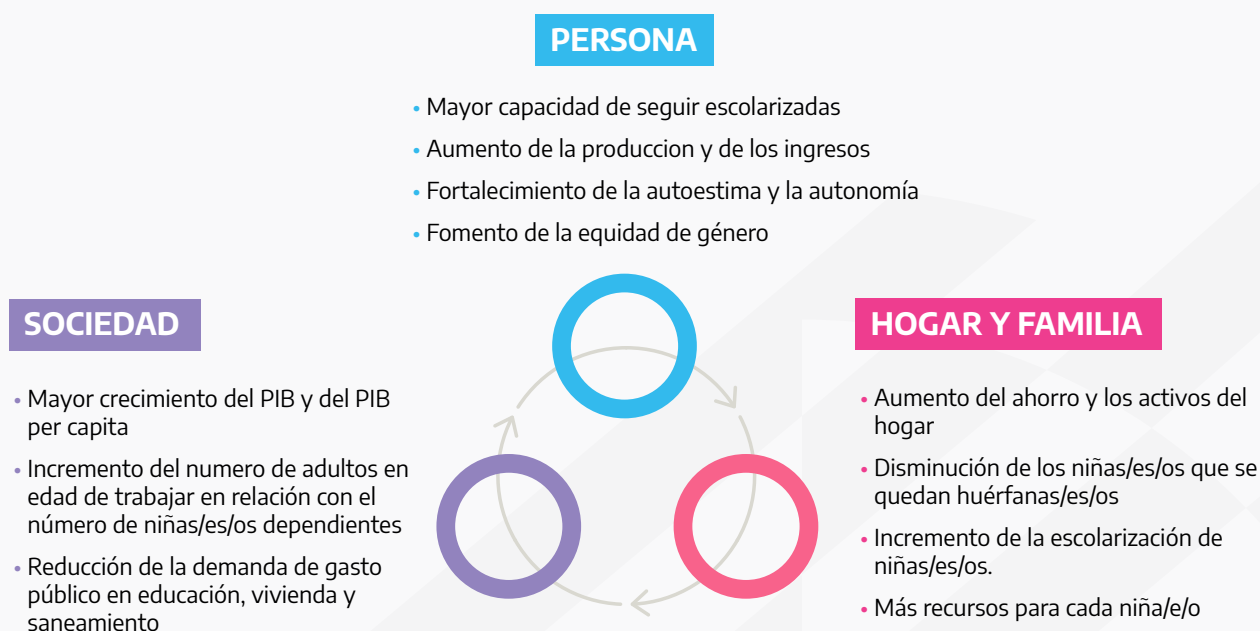 PERSONA
• Mayor capacidad de seguir escolarizadas
• Aumento de la produccion y de los ingresos
• Fortalecimiento de la autoestima y la autonomía
• Fomento de la equidad de género
SOCIEDAD
• Mayor crecimiento del PIB y del PIB
per capita
• Incremento del numero de adultos en
edad de trabajar en relación con el
número de niñas/es/os dependientes
• Reducción de la demanda de gasto
público en educación, vivienda y
saneamiento
HOGAR Y FAMILIA
• Aumento del ahorro y los activos del
hogar
• Disminución de los niñas/es/os que se
quedan huérfanas/es/os
• Incremento de la escolarización de
niñas/es/os.
• Más recursos para cada niña/e/o